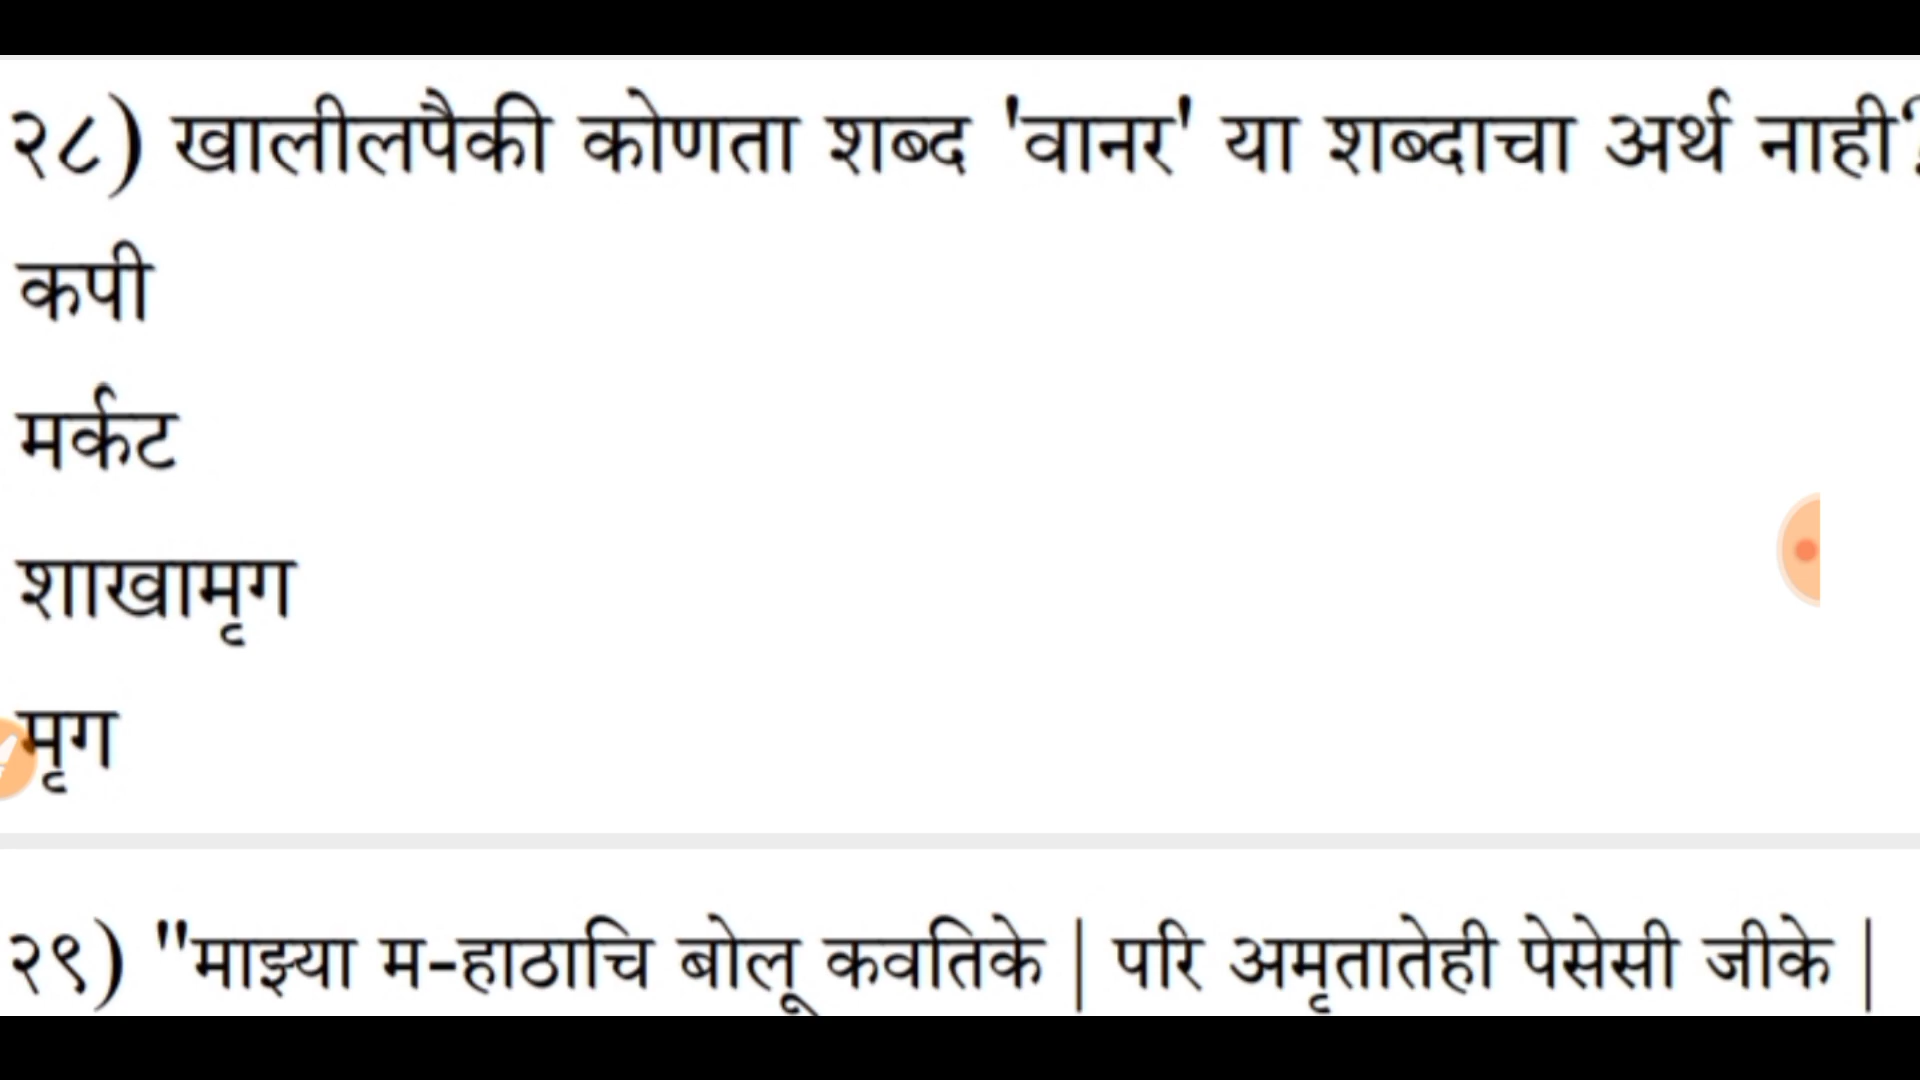 २८) खालीलपैकी कोणता शब्द 'वानर' या शब्दाचा अर्थ नाही?
कपी
मर्कट
शाखामृग
मृग
२९) "माझ्या म-हाठाचि बोलू कवतिके | परि अमृतातेही पेसेसी जीके |